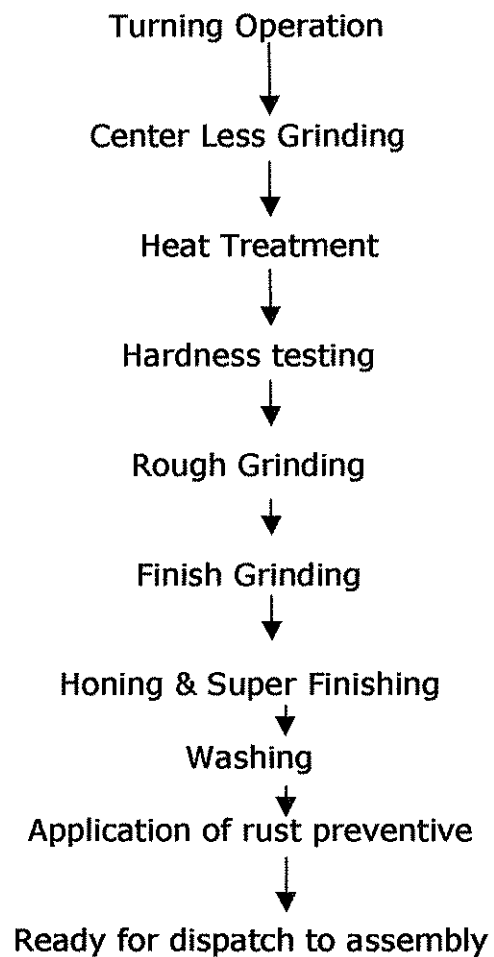 Turning Operation
Center Less Grinding
Heat Treatment
Hardness testing
Rough Grinding
Finish Grinding
Honing & Super Finishing
Washing
Application of rust preventive
Ready for dispatch to assembly